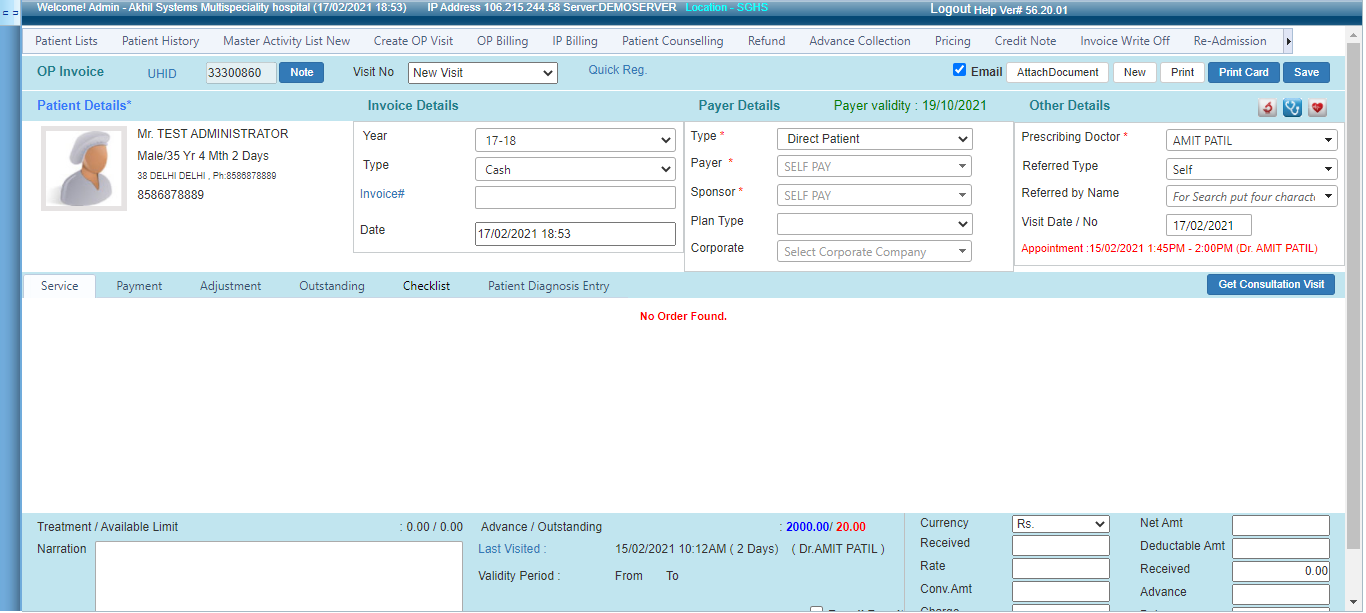 Welcome! Admin - Akhil Systems Multispeciality hospital (17/02/2021 18:53) IP Address 106.215.244.58 Server:DEMOSERVER Location - SGHS Logout Help Ver# 56.20.01
Patient Lists Patient History Master Activity List New Create OP Visit OP Billing IP Billing Patient Counselling Refund Advance Collection Pricing Credit Note Invoice Write Off Re-Admission
OP Invoice UHID 33300860 Note Visit No New Visit Quick Reg. Email AttachDocument New Print Print Card Save
Patient Details* Invoice Details Payer Details Payer validity : 19/10/2021 Other Details
Mr. TEST ADMINISTRATOR
Male/35 Yr 4 Mth 2 Days
38 DELHI DELHI , Ph:8586878889
8586878889
Year 17-18
Type Cash
Invoice#
Date 17/02/2021 18:53
Type * Direct Patient
Payer * SELF PAY
Sponsor * SELF PAY
Plan Type
Corporate Select Corporate Company
Prescribing Doctor * AMIT PATIL
Referred Type Self
Referred by Name For Search put four charact
Visit Date / No 17/02/2021
Appointment :15/02/2021 1:45PM - 2:00PM (Dr. AMIT PATIL)
Service Payment Adjustment Outstanding Checklist Patient Diagnosis Entry Get Consultation Visit
No Order Found.
Treatment / Available Limit : 0.00 / 0.00
Narration
Advance / Outstanding : 2000.00/ 20.00
Last Visited : 15/02/2021 10:12AM ( 2 Days) ( Dr.AMIT PATIL )
Validity Period : From To
Currency Rs.
Received
Rate
Conv.Amt
Net Amt
Deductable Amt
Received 0.00
Advance